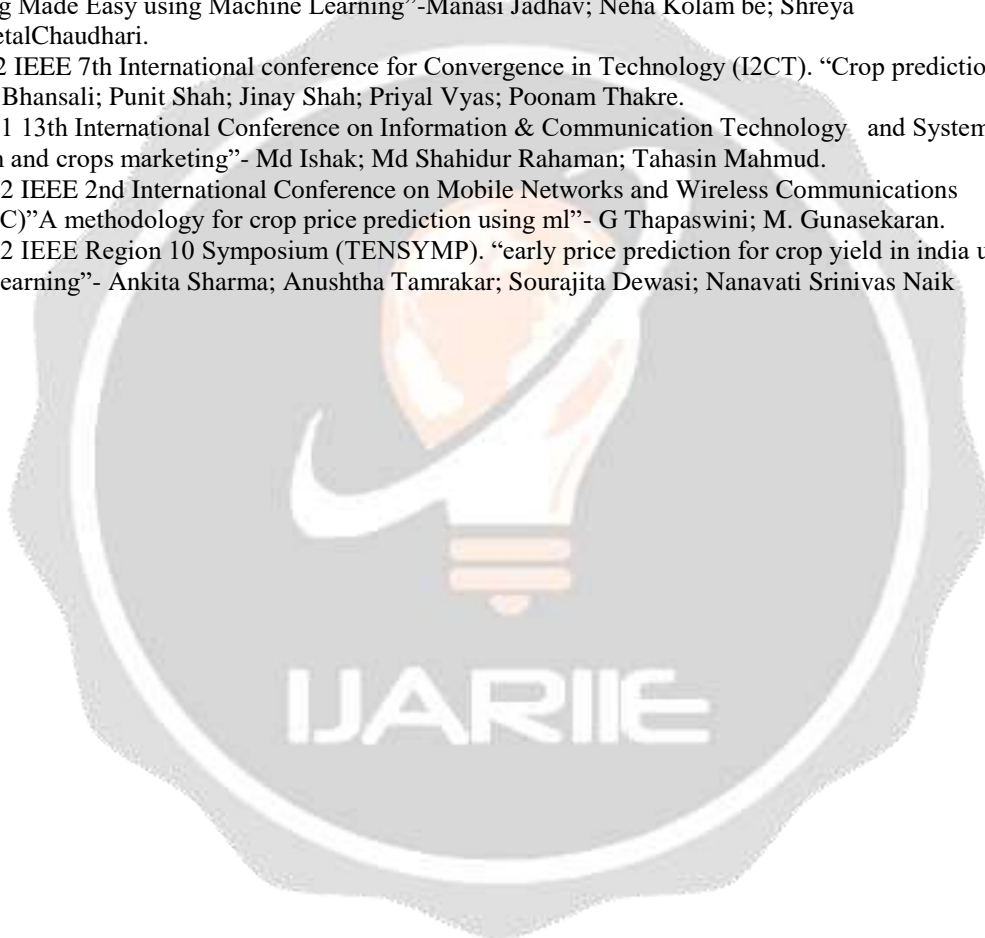 g Made Easy using Machine Learning”-Manasi Jadhav; Neha Kolam be; Shreya
etalChaudhari.
2 IEEE 7th International conference for Convergence in Technology (I2CT). “Crop predictio
Bhansali; Punit Shah; Jinay Shah; Priyal Vyas; Poonam Thakre.
1 13th International Conference on Information & Communication Technology and System
n and crops marketing”- Md Ishak; Md Shahidur Rahaman; Tahasin Mahmud.
2 IEEE 2nd International Conference on Mobile Networks and Wireless Communications
C)”A methodology for crop price prediction using ml”- G Thapaswini; M. Gunasekaran.
2 IEEE Region 10 Symposium (TENSYMP). “early price prediction for crop yield in india u
earning”- Ankita Sharma; Anushtha Tamrakar; Sourajita Dewasi; Nanavati Srinivas Naik
IJARIIE